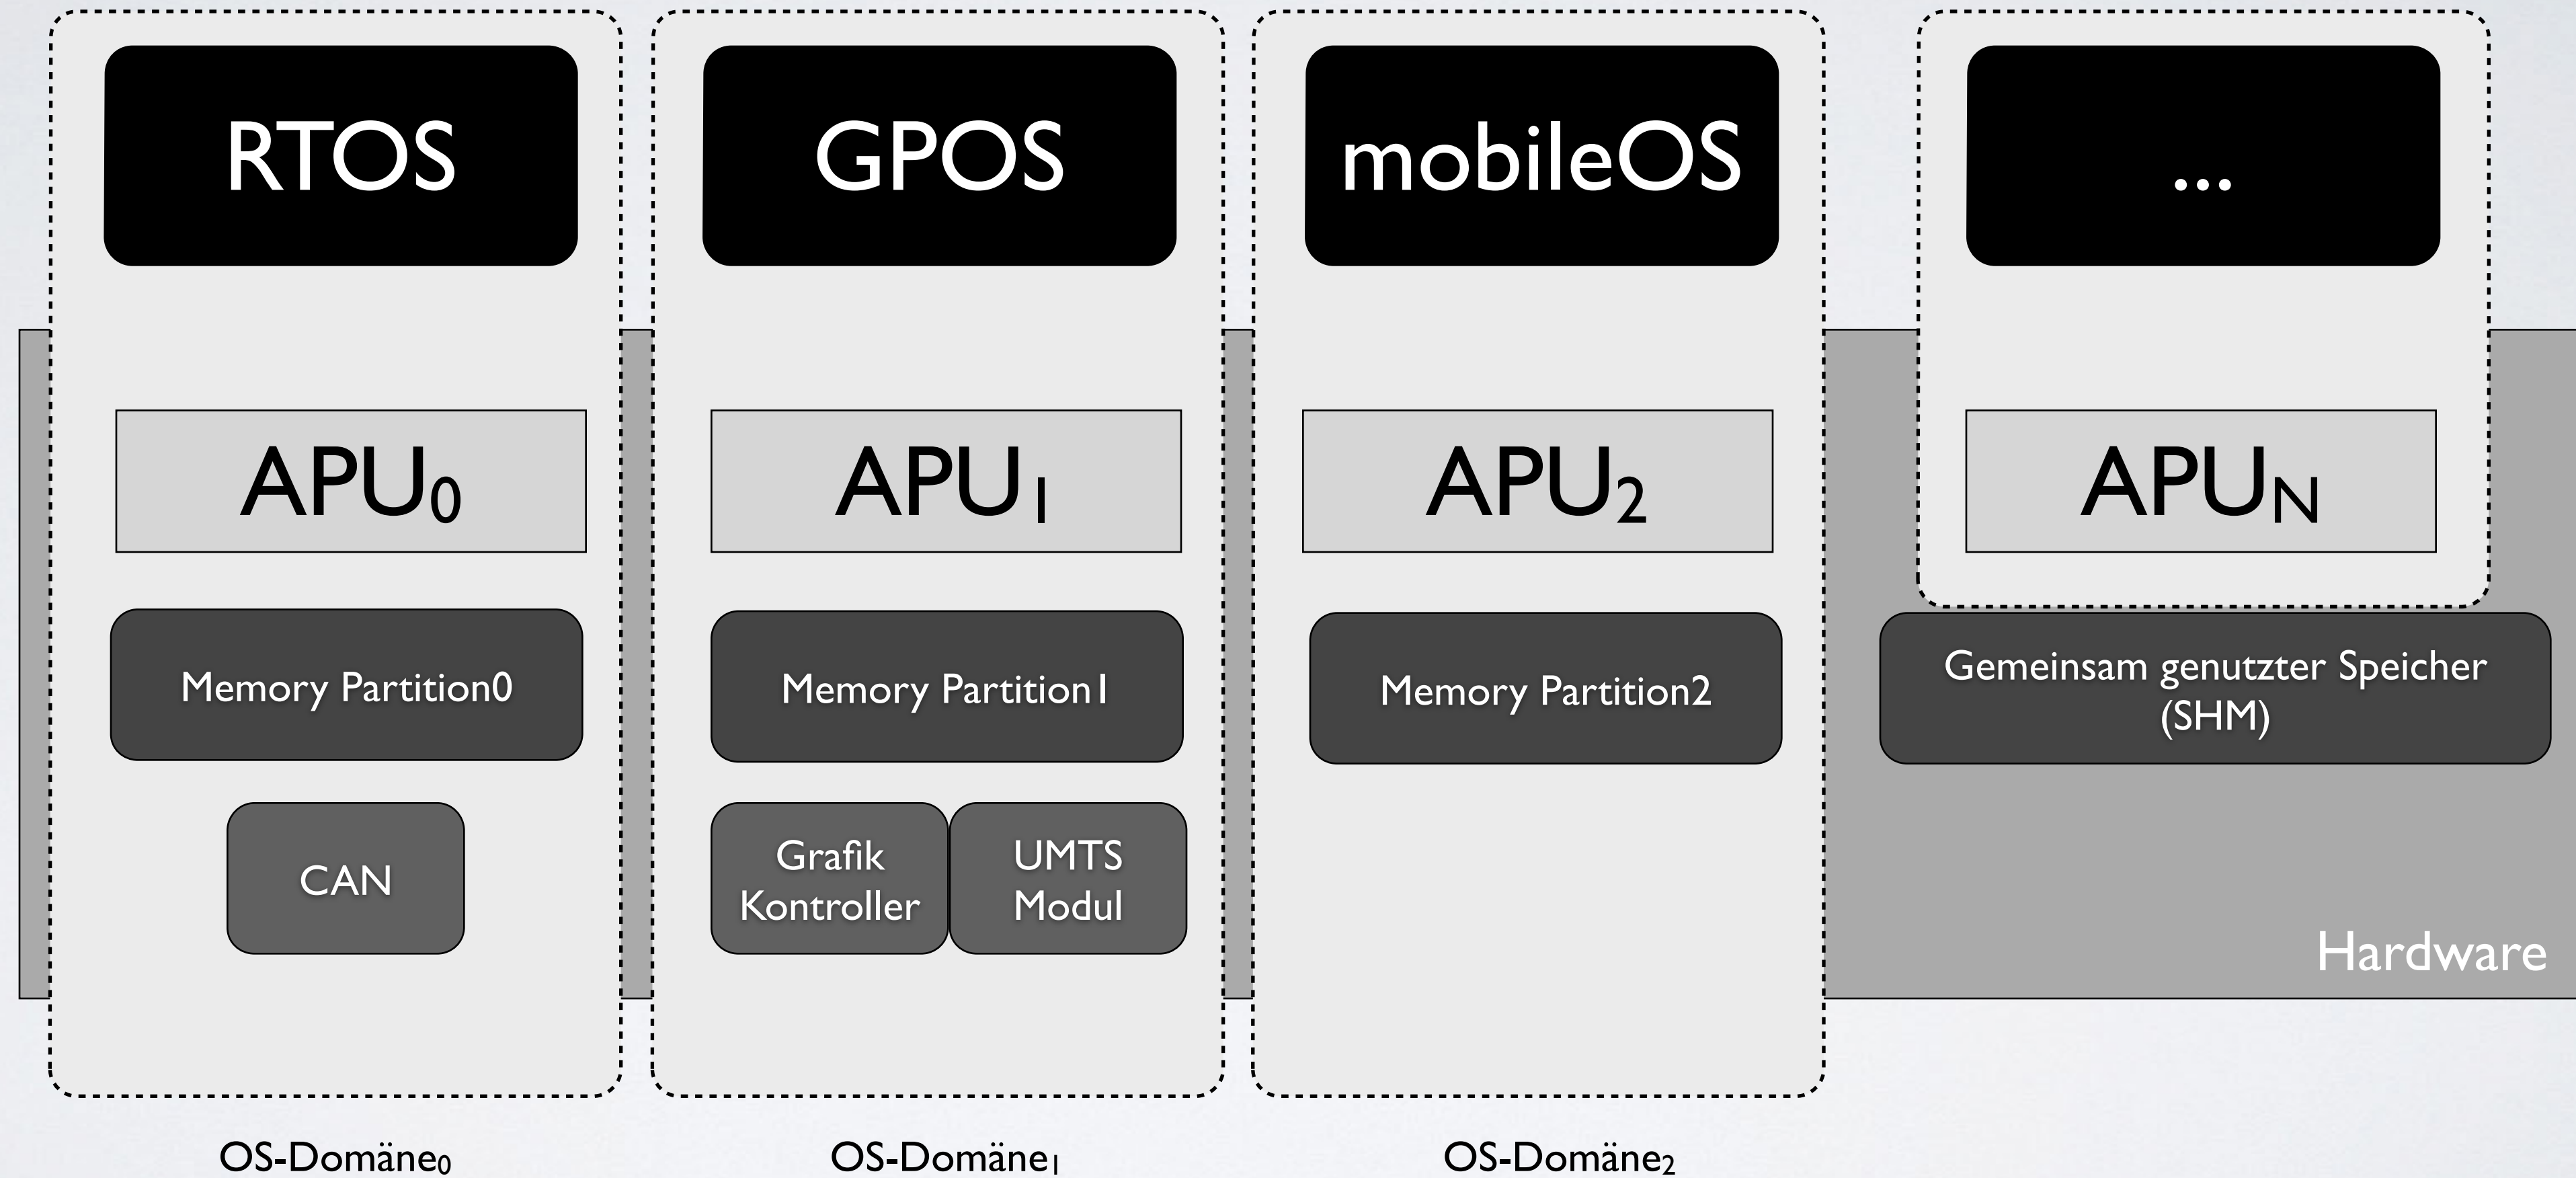 RTOS
GPOS
mobileOS
...
APU0
APU1
APU2
APUN
Memory Partition0
Memory Partition1
Memory Partition2
Gemeinsam genutzter Speicher
(SHM)
CAN
Grafik
Kontroller
UMTS
Modul
Hardware
OS-Domäne0
OS-Domäne1
OS-Domäne2